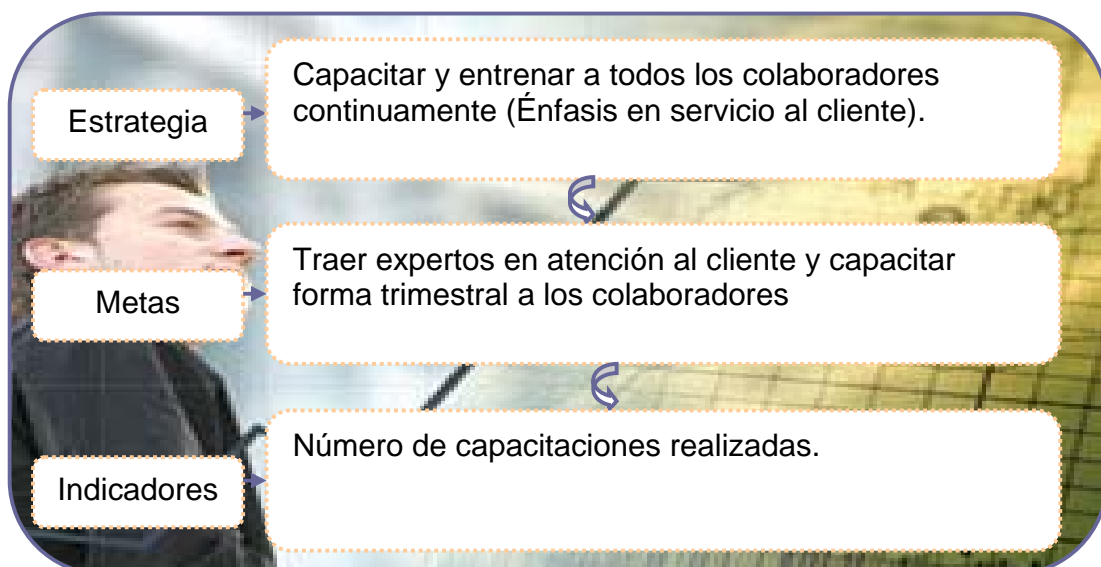 Estrategia
Capacitar y entrenar a todos los colaboradores
continuamente (Énfasis en servicio al cliente).
Metas
Traer expertos en atención al cliente y capacitar
forma trimestral a los colaboradores
Indicadores
Número de capacitaciones realizadas.